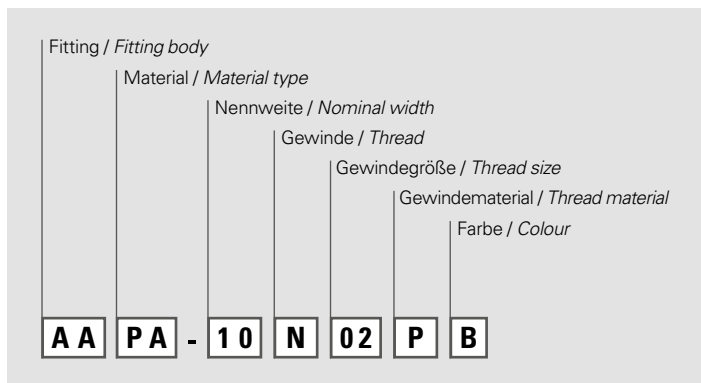 Fitting / Fitting body
Material / Material type
Nennweite / Nominal width
Gewinde / Thread
Gewindegröße / Thread size
Gewindematerial / Thread material
Farbe / Colour
AA PA - 10 N 02 P B